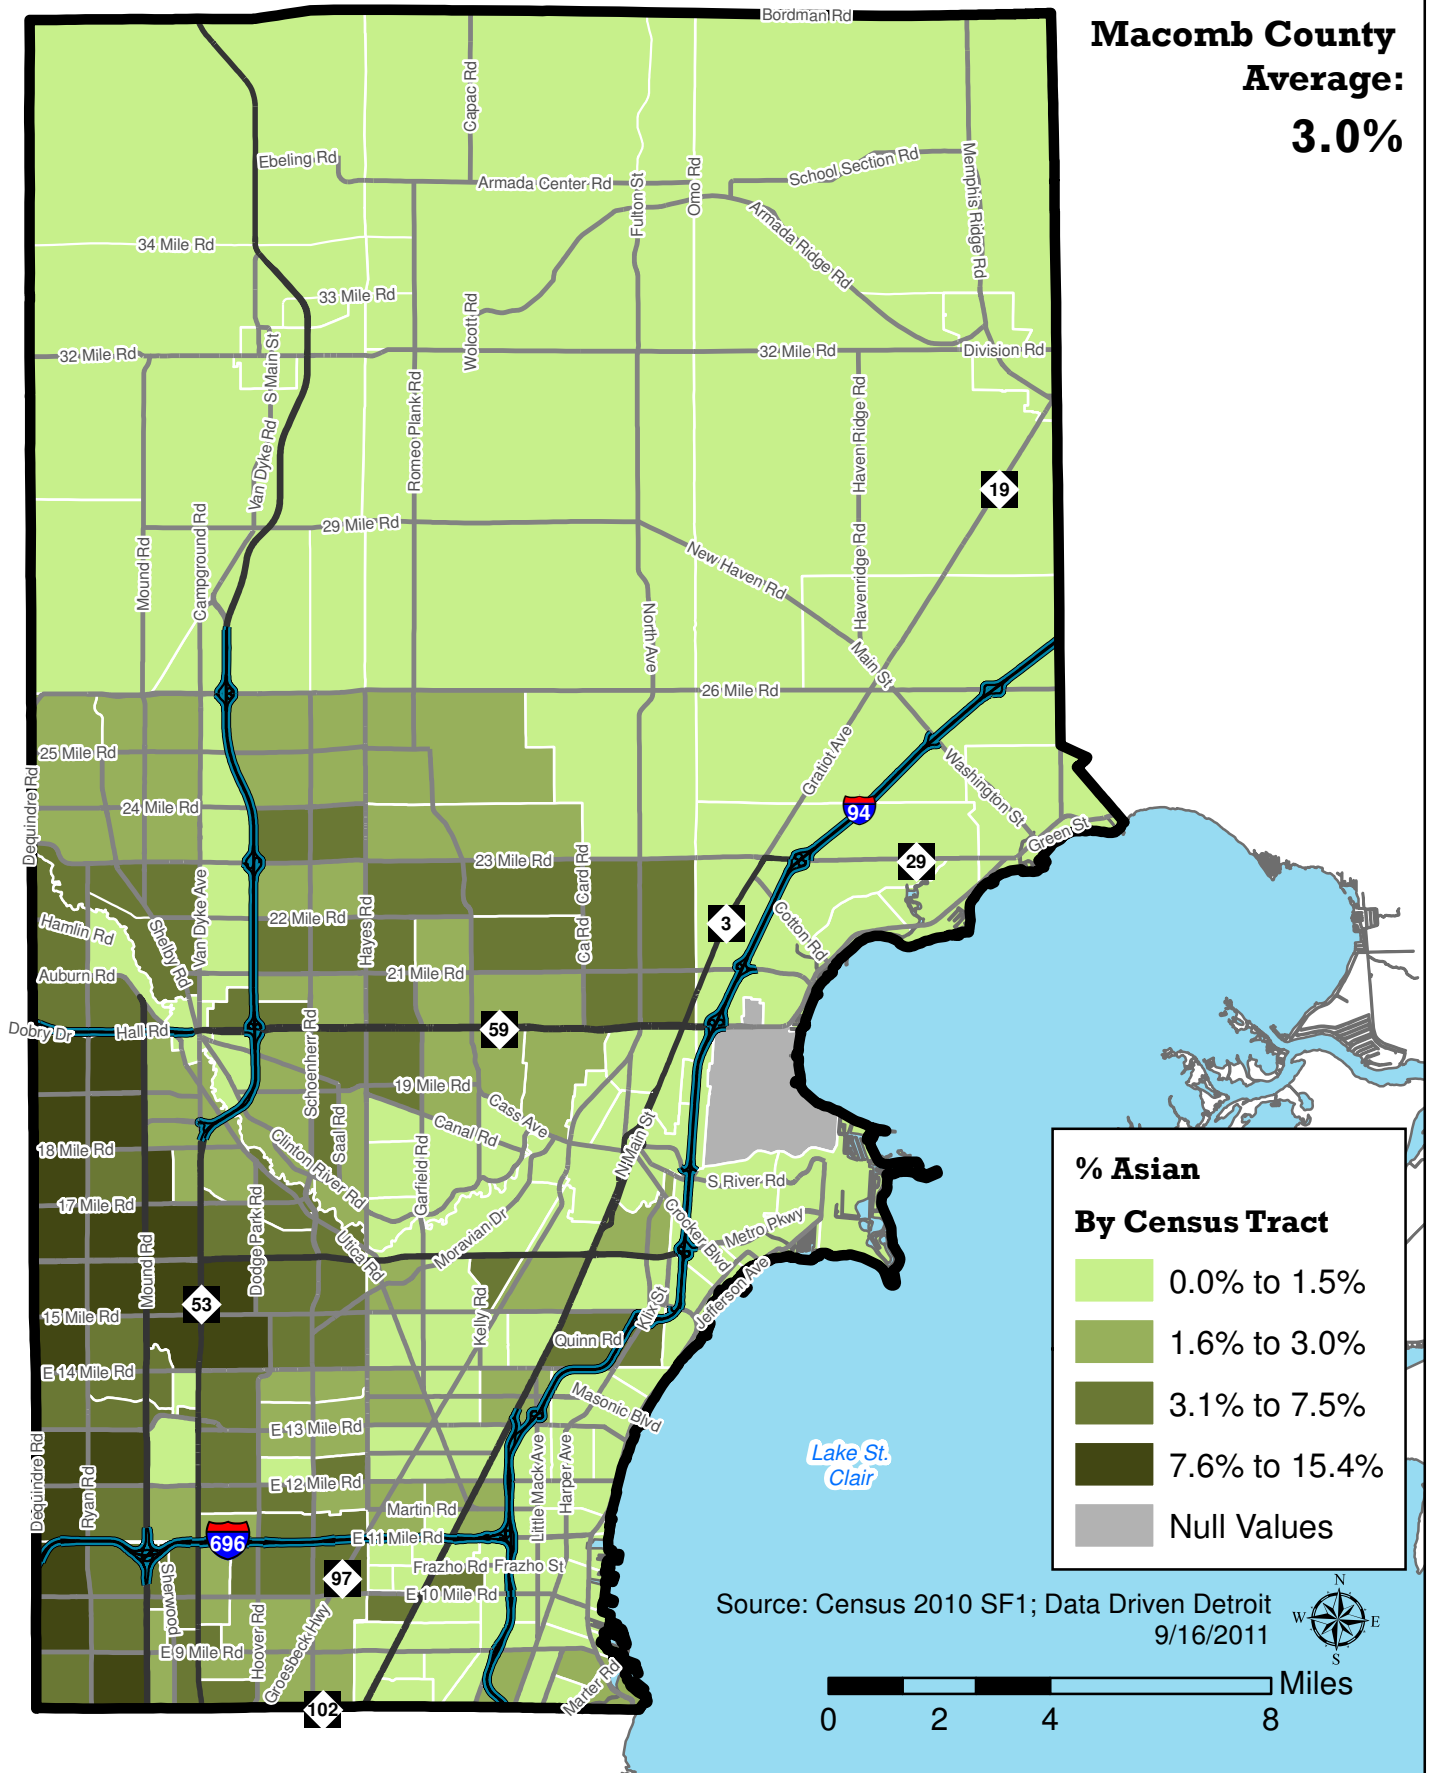 Bordman Rd
Macomb County
Average:
3.0%
Capac Rd
Ebeling Rd
Armada Center Rd
Fulton St
Omo Rd
School Section Rd
Memphis Ridge Rd
Armada Ridge Rd
34 Mile Rd
33 Mile Rd
Wolcott Rd
32 Mile Rd
S Main St
32 Mile Rd
Division Rd
Romeo Plank Rd
Haven Ridge Rd
Van Dyke Rd
19
29 Mile Rd
Mound Rd
Campground Rd
New Haven Rd
Havenridge Rd
North Ave
Main St
26 Mile Rd
25 Mile Rd
Gratiot Ave
Washington St
Dequindre Rd
24 Mile Rd
94
Green St
23 Mile Rd
Card Rd
29
Van Dyke Ave
22 Mile Rd
Hayes Rd
Ca Rd
3
Cotton Rd
Hamlin Rd
Shelby Rd
Auburn Rd
21 Mile Rd
Dobry Dr
Hall Rd
59
Schoenherr Rd
19 Mile Rd
Cass Ave
Canal Rd
Saal Rd
N Main St
18 Mile Rd
Clinton River Rd
Garfield Rd
S River Rd
17 Mile Rd
Dodge Park Rd
Moravian Dr
Crocker Blvd
Metro Pkwy
Utica Rd
Mound Rd
53
Jefferson Ave
15 Mile Rd
Kelly Rd
Klix St
Quinn Rd
E 14 Mile Rd
Masonic Blvd
E 13 Mile Rd
Dequindre Rd
Ryan Rd
Little Mack Ave
Harper Ave
E 12 Mile Rd
Martin Rd
696
E 11 Mile Rd
Frazho Rd
Frazho St
97
E 10 Mile Rd
Sherwood
Hoover Rd
Groesbeck Hwy
E 9 Mile Rd
Marter Rd
102
Lake St.
Clair
% Asian
By Census Tract
0.0% to 1.5%
1.6% to 3.0%
3.1% to 7.5%
7.6% to 15.4%
Null Values
Source: Census 2010 SF1; Data Driven Detroit
9/16/2011
N
W
E
S
Miles
0 2 4 8